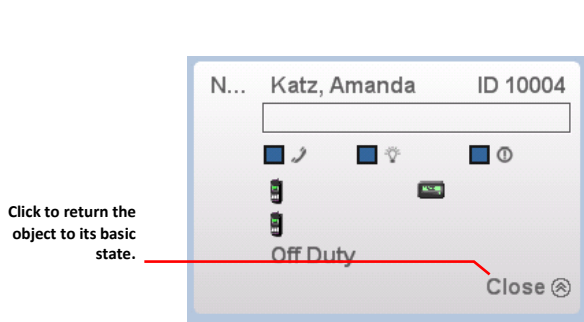 N... Katz, Amanda ID 10004
Off Duty
Close
Click to return the
object to its basic
state.